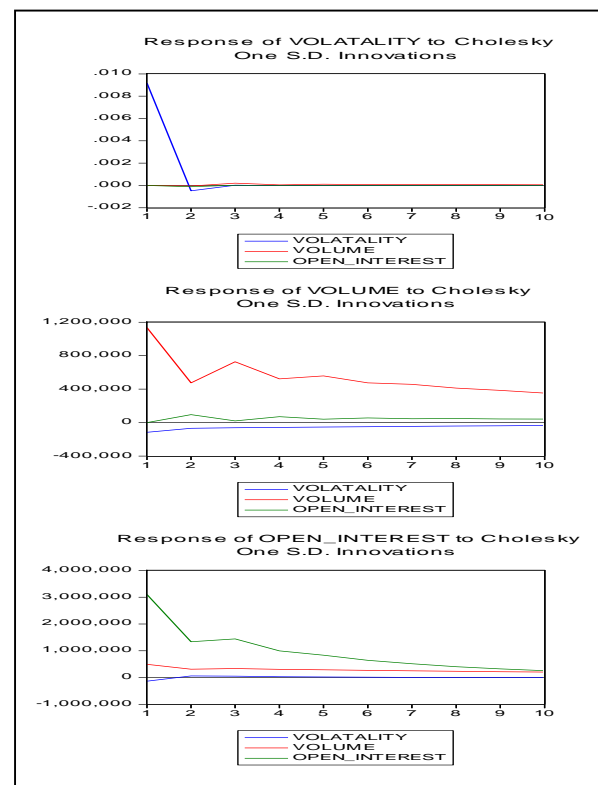 Response of VOLATALITY to Cholesky
One S.D. Innovations
.010
.008
.006
.004
.002
.000
-.002
1 2 3 4 5 6 7 8 9 10
VOLATALITY
VOLUME
OPEN_INTEREST
Response of VOLUME to Cholesky
One S.D. Innovations
1,200,000
800,000
400,000
0
-400,000
1 2 3 4 5 6 7 8 9 10
VOLATALITY
VOLUME
OPEN_INTEREST
Response of OPEN_INTEREST to Cholesky
One S.D. Innovations
4,000,000
3,000,000
2,000,000
1,000,000
0
-1,000,000
1 2 3 4 5 6 7 8 9 10
VOLATALITY
VOLUME
OPEN_INTEREST